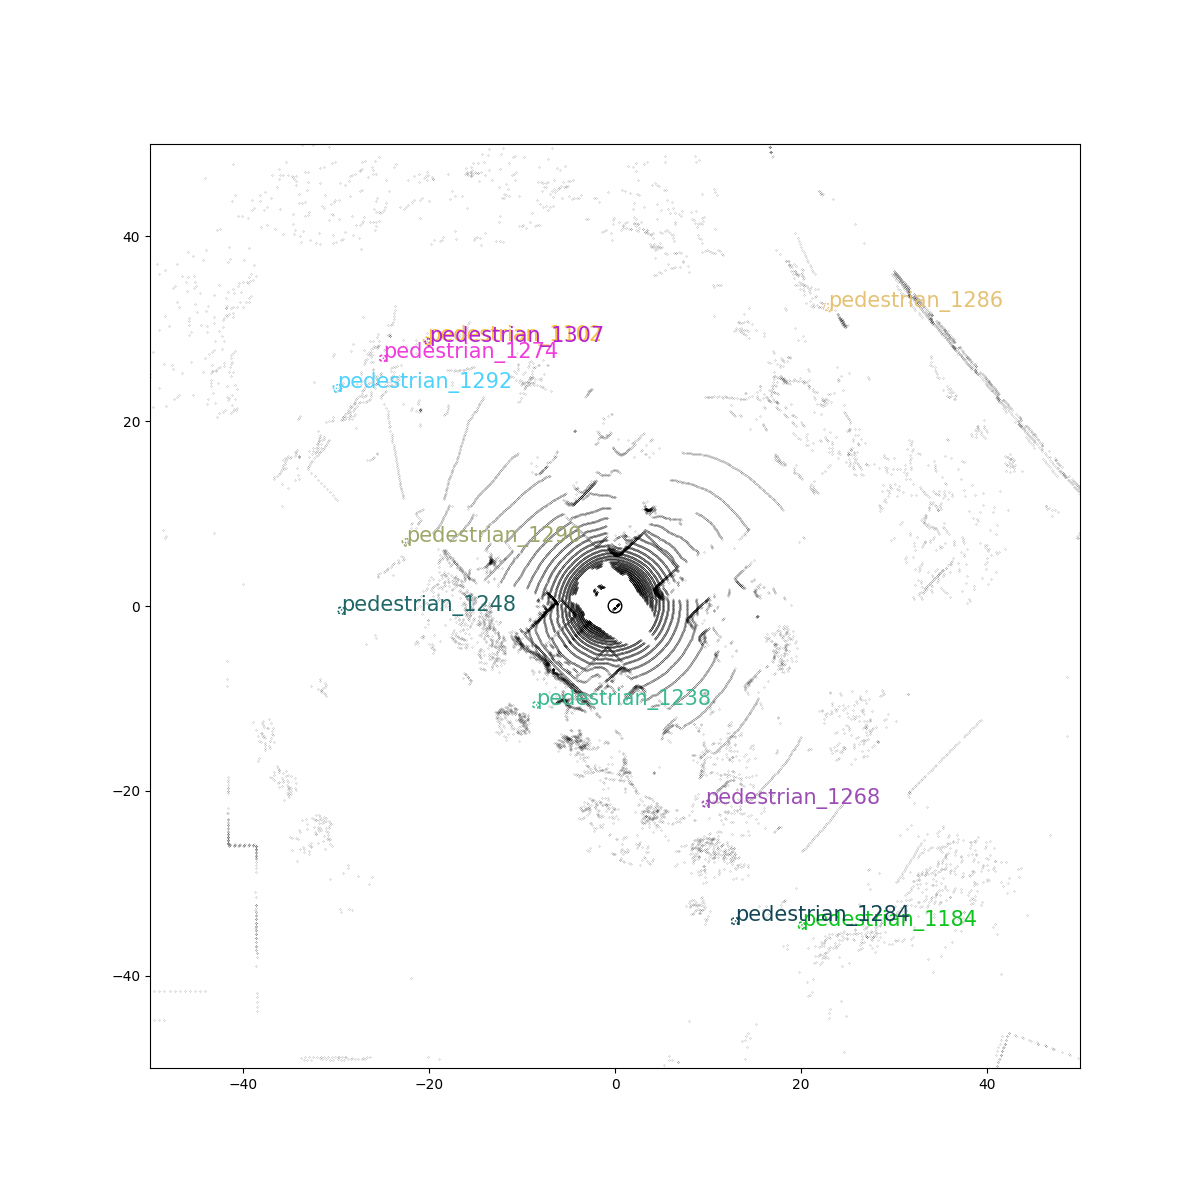 40
20
0
−20
−40
−40
−20
0
20
40
pedestrian_1286
pedestrian_1307
pedestrian_1274
pedestrian_1292
pedestrian_1290
pedestrian_1248
pedestrian_1238
pedestrian_1268
pedestrian_1284
pedestrian_1184